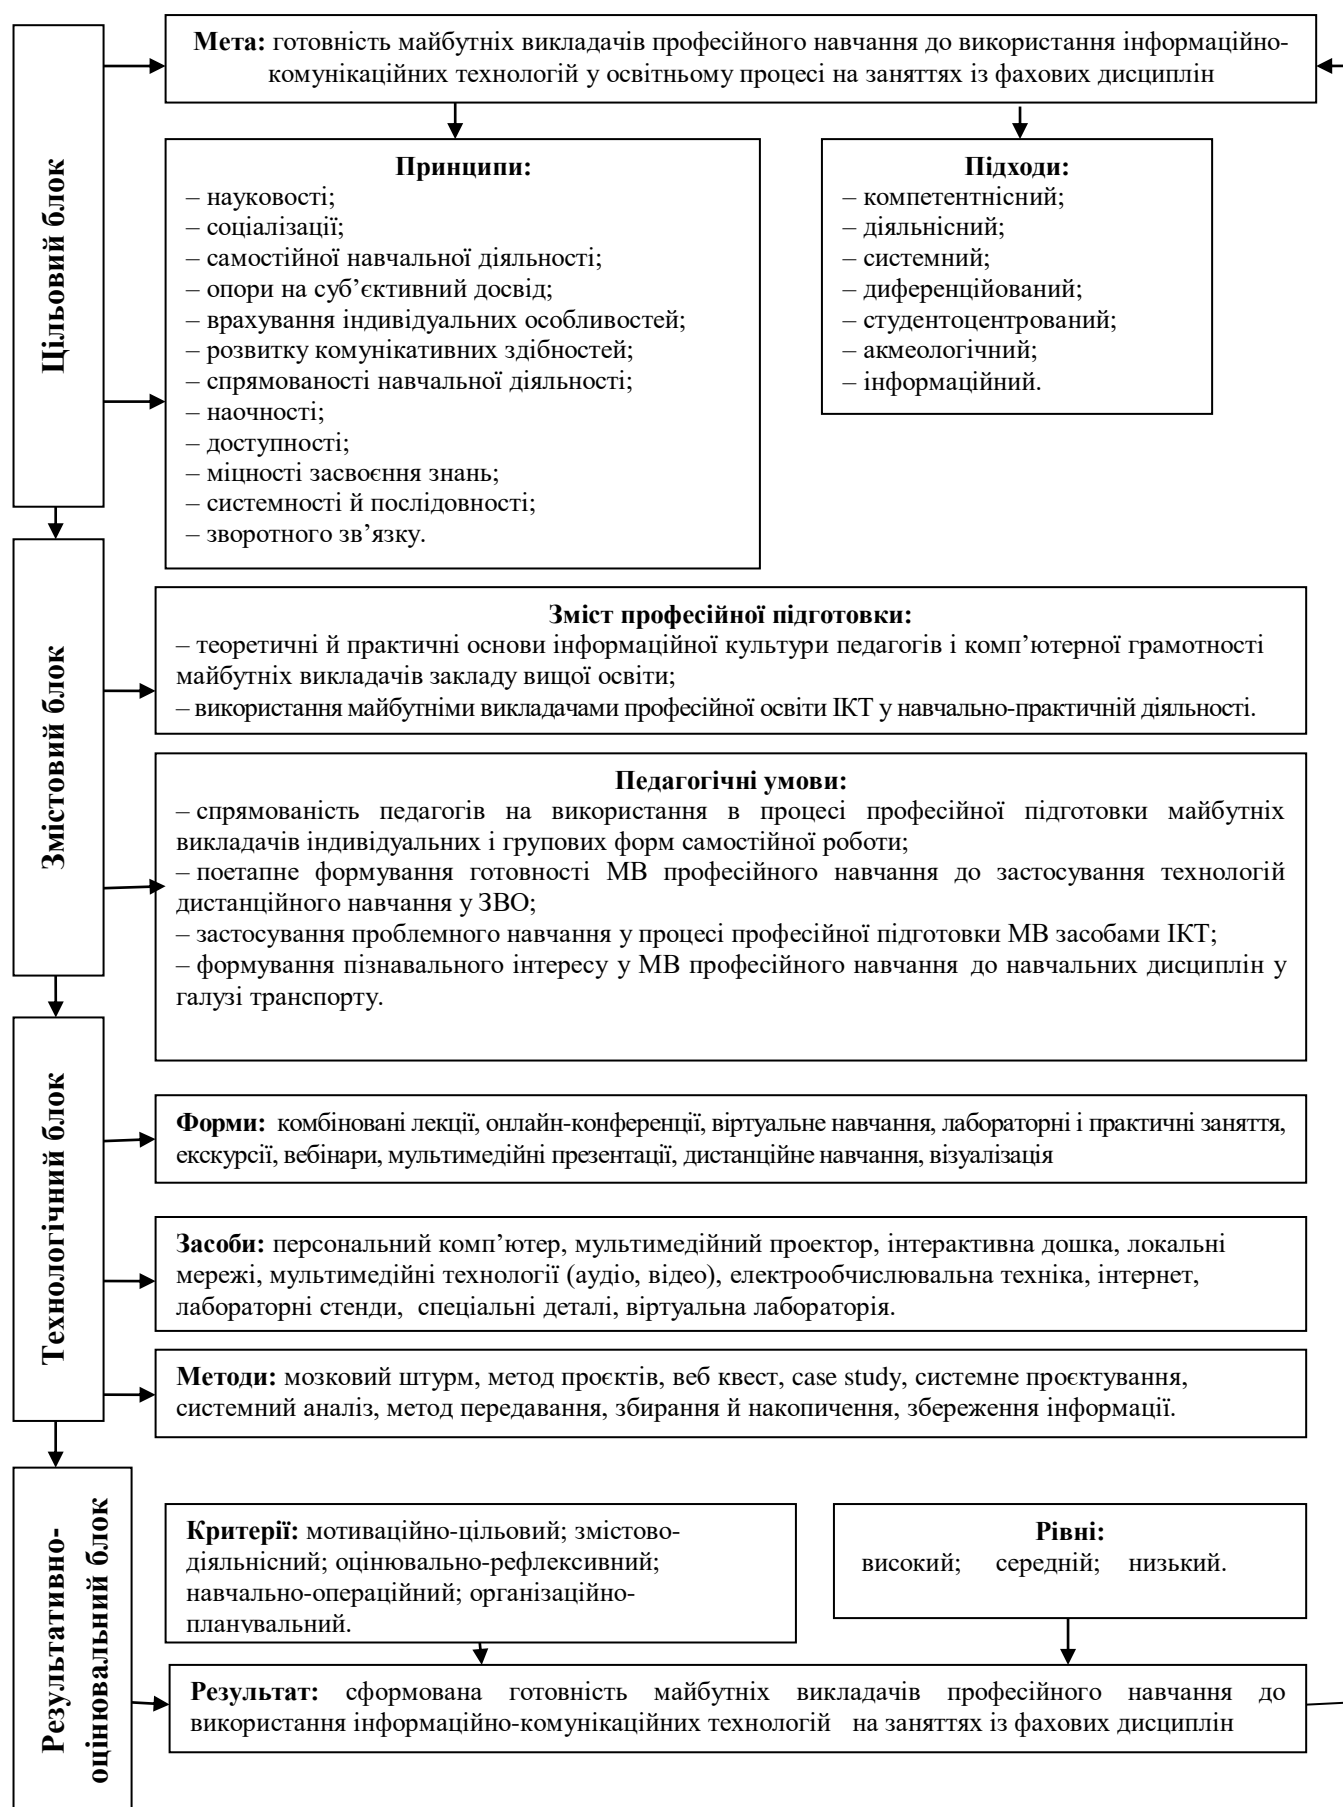 Цільовий блок
Мета: готовність майбутніх викладачів професійного навчання до використання інформаційно-
комунікаційних технологій у освітньому процесі на заняттях із фахових дисциплін
Принципи:
– науковості;
– соціалізації;
– самостійної навчальної діяльності;
– опори на суб’єктивний досвід;
– врахування індивідуальних особливостей;
– розвитку комунікативних здібностей;
– спрямованості навчальної діяльності;
– наочності;
– доступності;
– міцності засвоєння знань;
– системності й послідовності;
– зворотного зв’язку.
Підходи:
– компетентнісний;
– діяльнісний;
– системний;
– диференційований;
– студентоцентрований;
– акмеологічний;
– інформаційний.
Змістовий блок
Зміст професійної підготовки:
– теоретичні й практичні основи інформаційної культури педагогів і комп’ютерної грамотності
майбутніх викладачів закладу вищої освіти;
– використання майбутніми викладачами професійної освіти ІКТ у навчально-практичній діяльності.
Педагогічні умови:
– спрямованість педагогів на використання в процесі професійної підготовки майбутніх
викладачів індивідуальних і групових форм самостійної роботи;
– поетапне формування готовності МВ професійного навчання до застосування технологій
дистанційного навчання у ЗВО;
– застосування проблемного навчання у процесі професійної підготовки МВ засобами ІКТ;
– формування пізнавального інтересу у МВ професійного навчання до навчальних дисциплін у
галузі транспорту.
Технологічний блок
Форми: комбіновані лекції, онлайн-конференції, віртуальне навчання, лабораторні і практичні заняття,
екскурсії, вебінари, мультимедійні презентації, дистанційне навчання, візуалізація
Засоби: персональний комп’ютер, мультимедійний проектор, інтерактивна дошка, локальні
мережі, мультимедійні технології (аудіо, відео), електрообчислювальна техніка, інтернет,
лабораторні стенди, спеціальні деталі, віртуальна лабораторія.
Методи: мозковий штурм, метод проєктів, веб квест, case study, системне проєктування,
системний аналіз, метод передавання, збирання й накопичення, збереження інформації.
Результативно-
оцінювальний блок
Критерії: мотиваційно-цільовий; змістово-
діяльнісний; оцінювально-рефлексивний;
навчально-операційний; організаційно-
планувальний.
Рівні:
високий; середній; низький.
Результат: сформована готовність майбутніх викладачів професійного навчання до
використання інформаційно-комунікаційних технологій на заняттях із фахових дисциплін